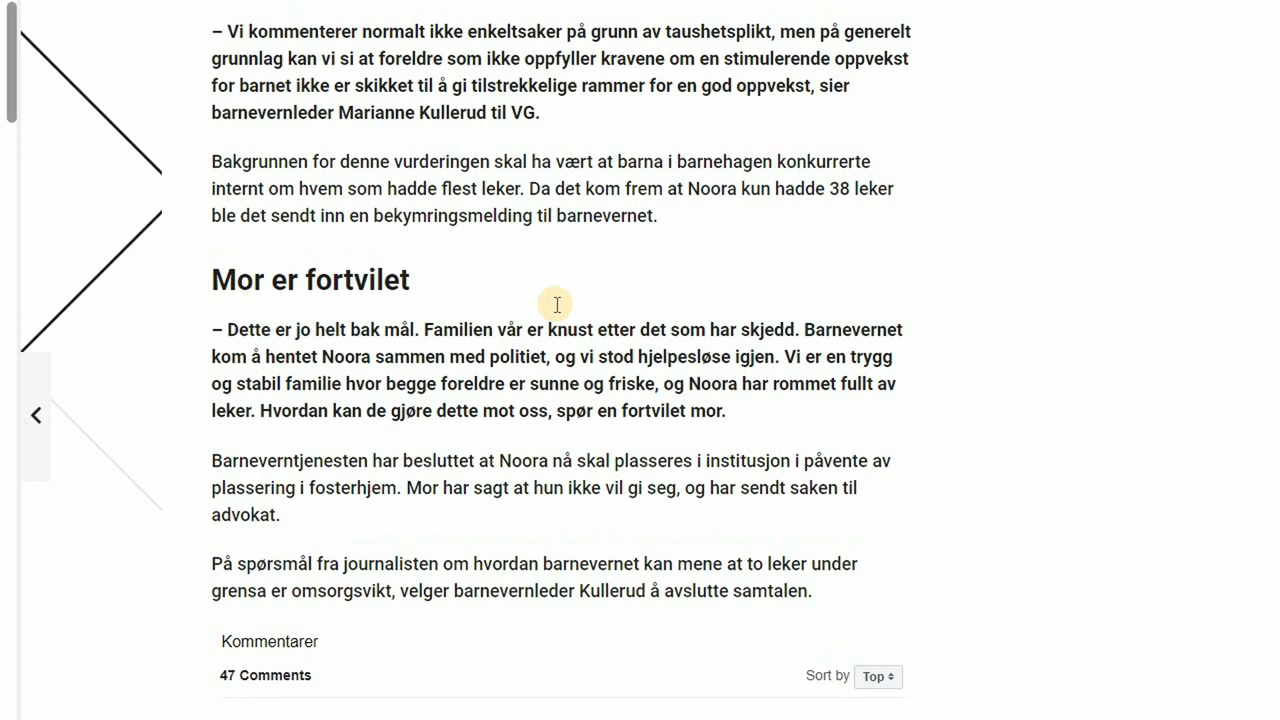 – Vi kommenterer normalt ikke enkeltsaker på grunn av taushetsplikt, men på generelt
grunnlag kan vi si at foreldre som ikke oppfyller kravene om en stimulerende oppvekst
for barnet ikke er skikket til å gi tilstrekkelige rammer for en god oppvekst, sier
barnevernleder Marianne Kullerud til VG.
Bakgrunnen for denne vurderingen skal ha vært at barna i barnehagen konkurrerte
internt om hvem som hadde flest leker. Da det kom frem at Noora kun hadde 38 leker
ble det sendt inn en bekymringsmelding til barnevernet.
Mor er fortvilet
– Dette er jo helt bak mål. Familien vår er knust etter det som har skjedd. Barnevernet
kom å hentet Noora sammen med politiet, og vi stod hjelpesløse igjen. Vi er en trygg
og stabil familie hvor begge foreldre er sunne og friske, og Noora har rommet fullt av
leker. Hvordan kan de gjøre dette mot oss, spør en fortvilet mor.
Barneverntjenesten har besluttet at Noora nå skal plasseres i institusjon i påvente av
plassering i fosterhjem. Mor har sagt at hun ikke vil gi seg, og har sendt saken til
advokat.
På spørsmål fra journalisten om hvordan barnevernet kan mene at to leker under
grensa er omsorgsvikt, velger barnevernleder Kullerud å avslutte samtalen.
Kommentarer
47 Comments
Sort by Top